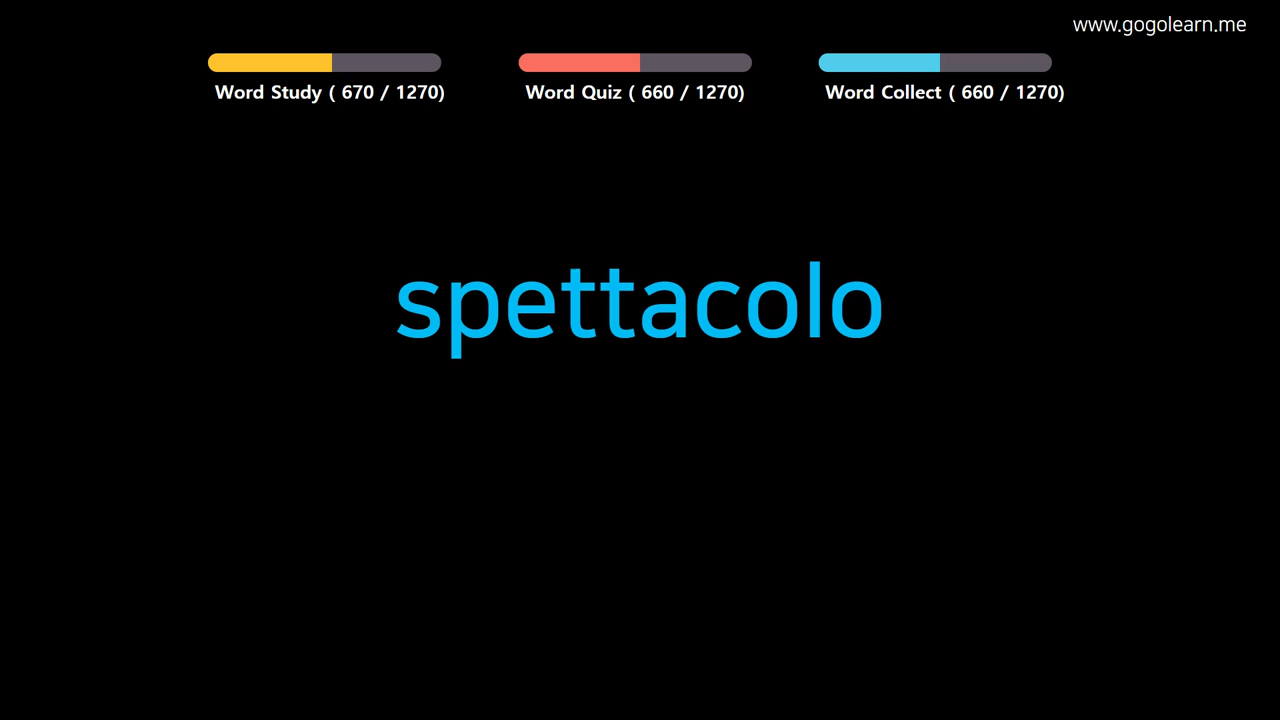 www.gogolearn.me
Word Study ( 670 / 1270)
Word Quiz ( 660 / 1270)
Word Collect ( 660 / 1270)
spettacolo